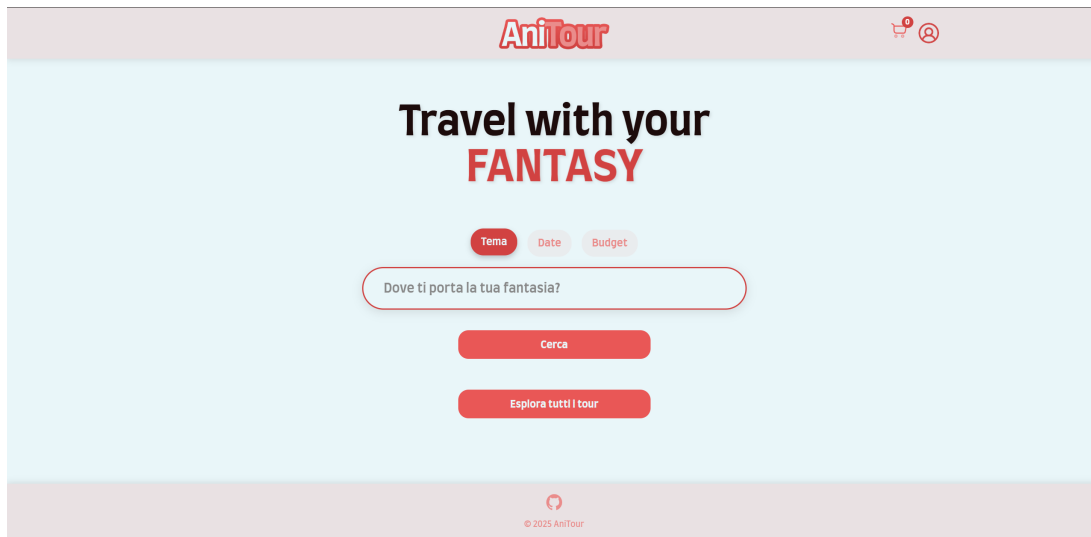 AniTour
0
Travel with your
FANTASY
Tema
Date
Budget
Dove ti porta la tua fantasia?
Cerca
Esplora tutti i tour
© 2025 AniTour